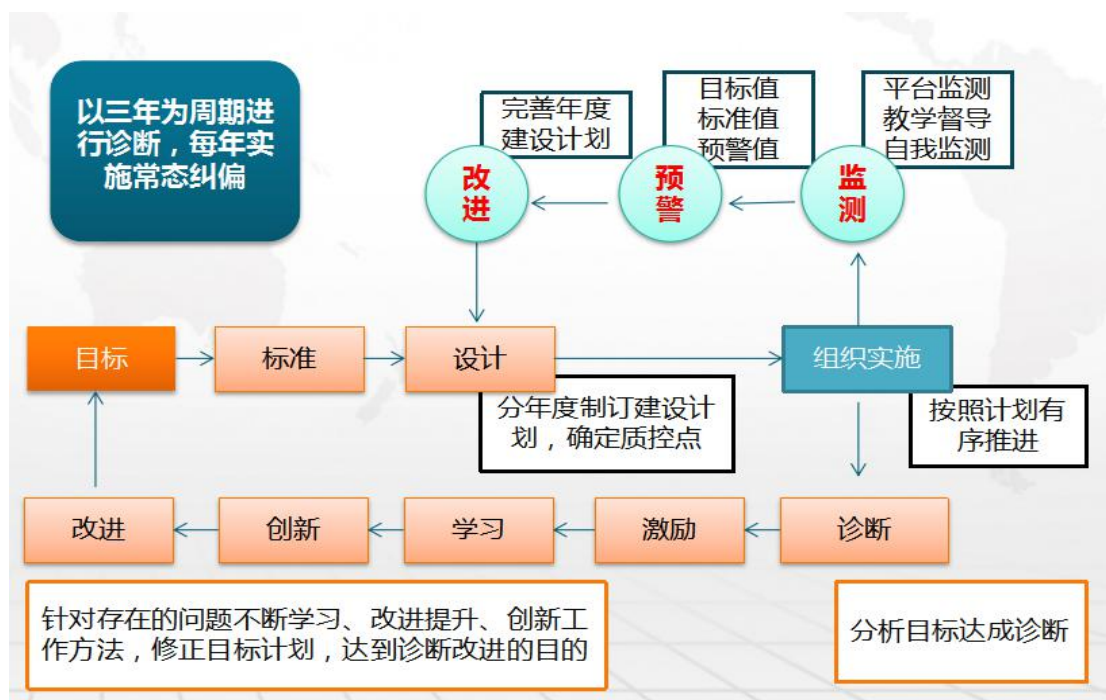 以三年为周期进
行诊断，每年实
施常态纠偏
完善年度
建设计划
目标值
标准值
预警值
平台监测
教学督导
自我监测
改
进
预
警
监
测
目标
标准
设计
组织实施
分年度制订建设计
划，确定质控点
按照计划有
序推进
改进
创新
学习
激励
诊断
针对存在的问题不断学习、改进提升、创新工
作方法，修正目标计划，达到诊断改进的目的
分析目标达成诊断